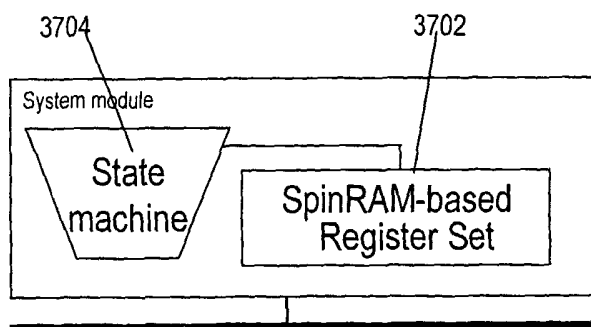 3704
3702
System module
State
machine
SpinRAM-based
Register Set